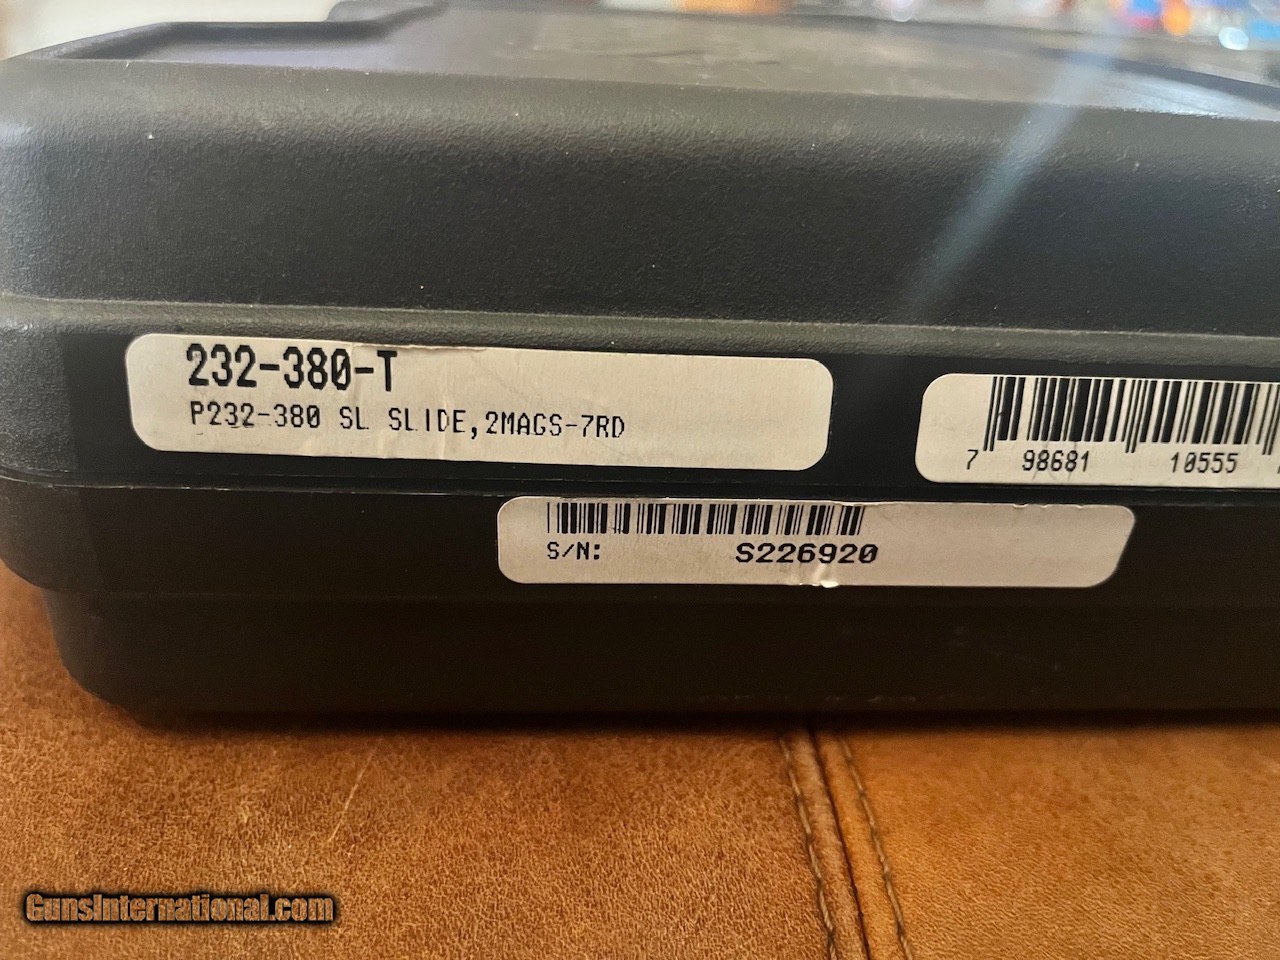 232-380-T
P232-380 SL SLIDE,2MAGS-7RD
7 98681 10555
S/N: S226920
GunsInternational.com